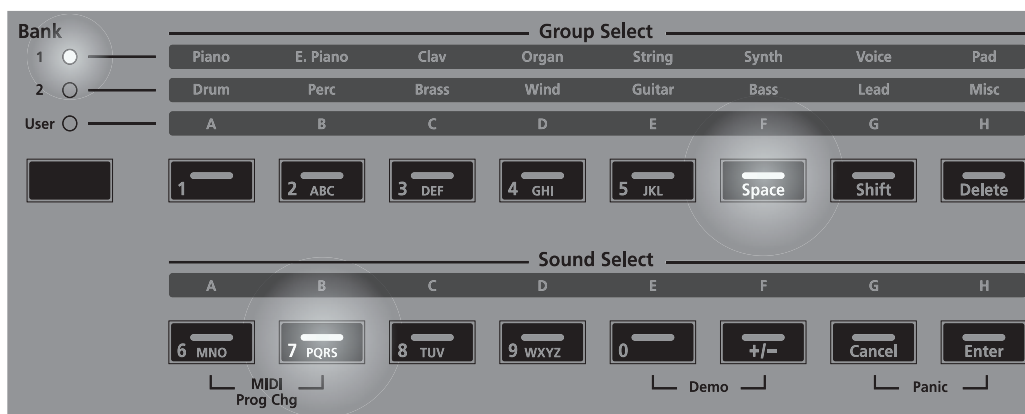 Bank
Group Select
1 Piano E. Piano Clav Organ String Synth Voice Pad
2 Drum Perc Brass Wind Guitar Bass Lead Misc
User A B C D E F G H
1 2 ABC 3 DEF 4 GHI 5 JKL Space Shift Delete
Sound Select
A B C D E F G H
6 MNO 7 PQRS 8 TUV 9 WXYZ 0 +/– Cancel Enter
MIDI Demo Panic
Prog Chg